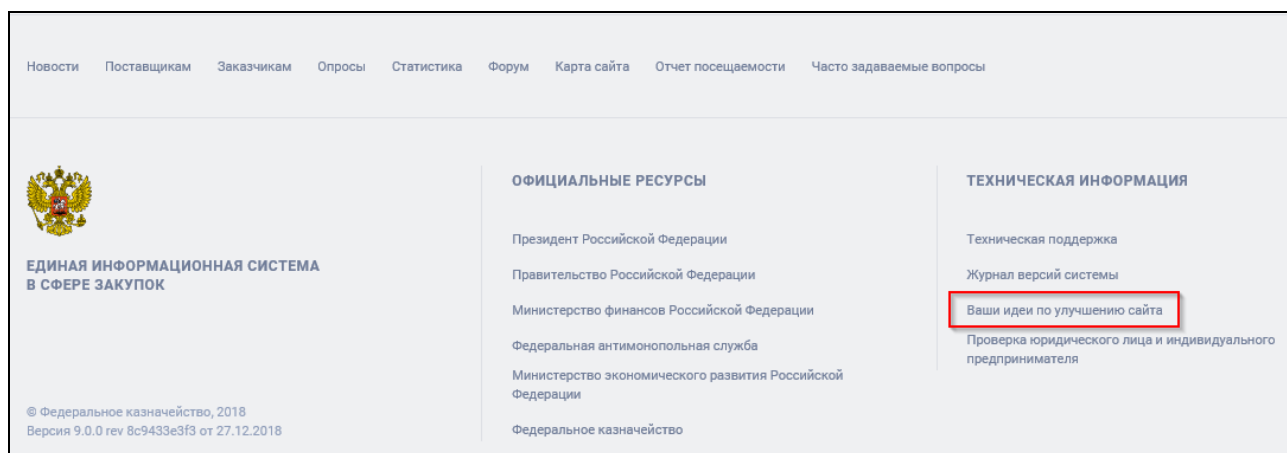 Новости Поставщикам Заказчикам Опросы Статистика Форум Карта сайта Отчет посещаемости Часто задаваемые вопросы
ЕДИНАЯ ИНФОРМАЦИОННАЯ СИСТЕМА
В СФЕРЕ ЗАКУПОК
© Федеральное казначейство, 2018
Версия 9.0.0 rev 8c9433e3f3 от 27.12.2018
ОФИЦИАЛЬНЫЕ РЕСУРСЫ
Президент Российской Федерации
Правительство Российской Федерации
Министерство финансов Российской Федерации
Федеральная антимонопольная служба
Министерство экономического развития Российской
Федерации
Федеральное казначейство
ТЕХНИЧЕСКАЯ ИНФОРМАЦИЯ
Техническая поддержка
Журнал версий системы
Ваши идеи по улучшению сайта
Проверка юридического лица и индивидуального
предпринимателя